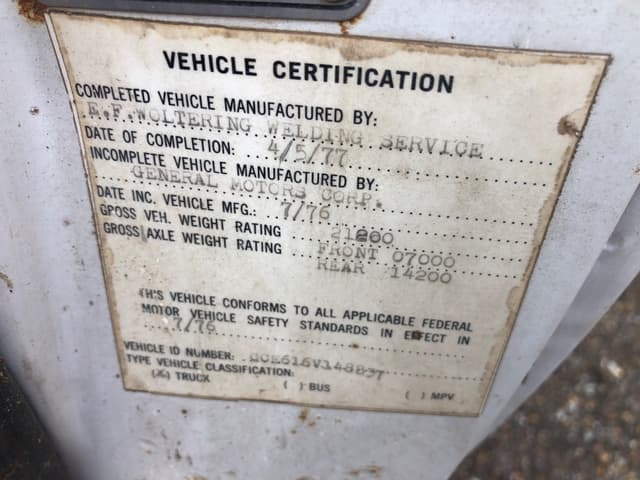 VEHICLE CERTIFICATION
COMPLETED VEHICLE MANUFACTURED BY:
E.F.WOLTERING WELDING SERVICE
DATE OF COMPLETION: 4/5/77
INCOMPLETE VEHICLE MANUFACTURED BY:
GENERAL MOTORS CORP.
DATE INC. VEHICLE MFG.: 7/76
GROSS VEH. WEIGHT RATING 21200
GROSS AXLE WEIGHT RATING FRONT 07000
REAR 14200
THIS VEHICLE CONFORMS TO ALL APPLICABLE FEDERAL
MOTOR VEHICLE SAFETY STANDARDS IN EFFECT IN
7/76
VEHICLE ID NUMBER:
TYPE VEHICLE CLASSIFICATION:
(X) TRUCK ( ) BUS ( ) MPV